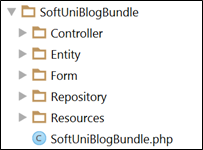 SoftUniBlogBundle
Controller
Entity
Form
Repository
Resources
SoftUniBlogBundle.php